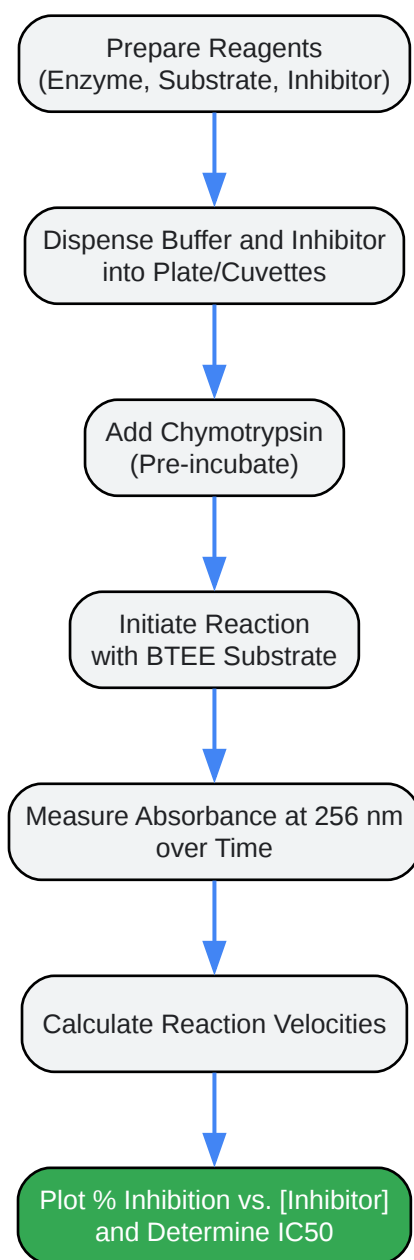 Prepare Reagents
(Enzyme, Substrate, Inhibitor)
Dispense Buffer and Inhibitor
into Plate/Cuvettes
Add Chymotrypsin
(Pre-incubate)
Initiate Reaction
with BTEE Substrate
Measure Absorbance at 256 nm
over Time
Calculate Reaction Velocities
Plot % Inhibition vs. [Inhibitor]
and Determine IC50